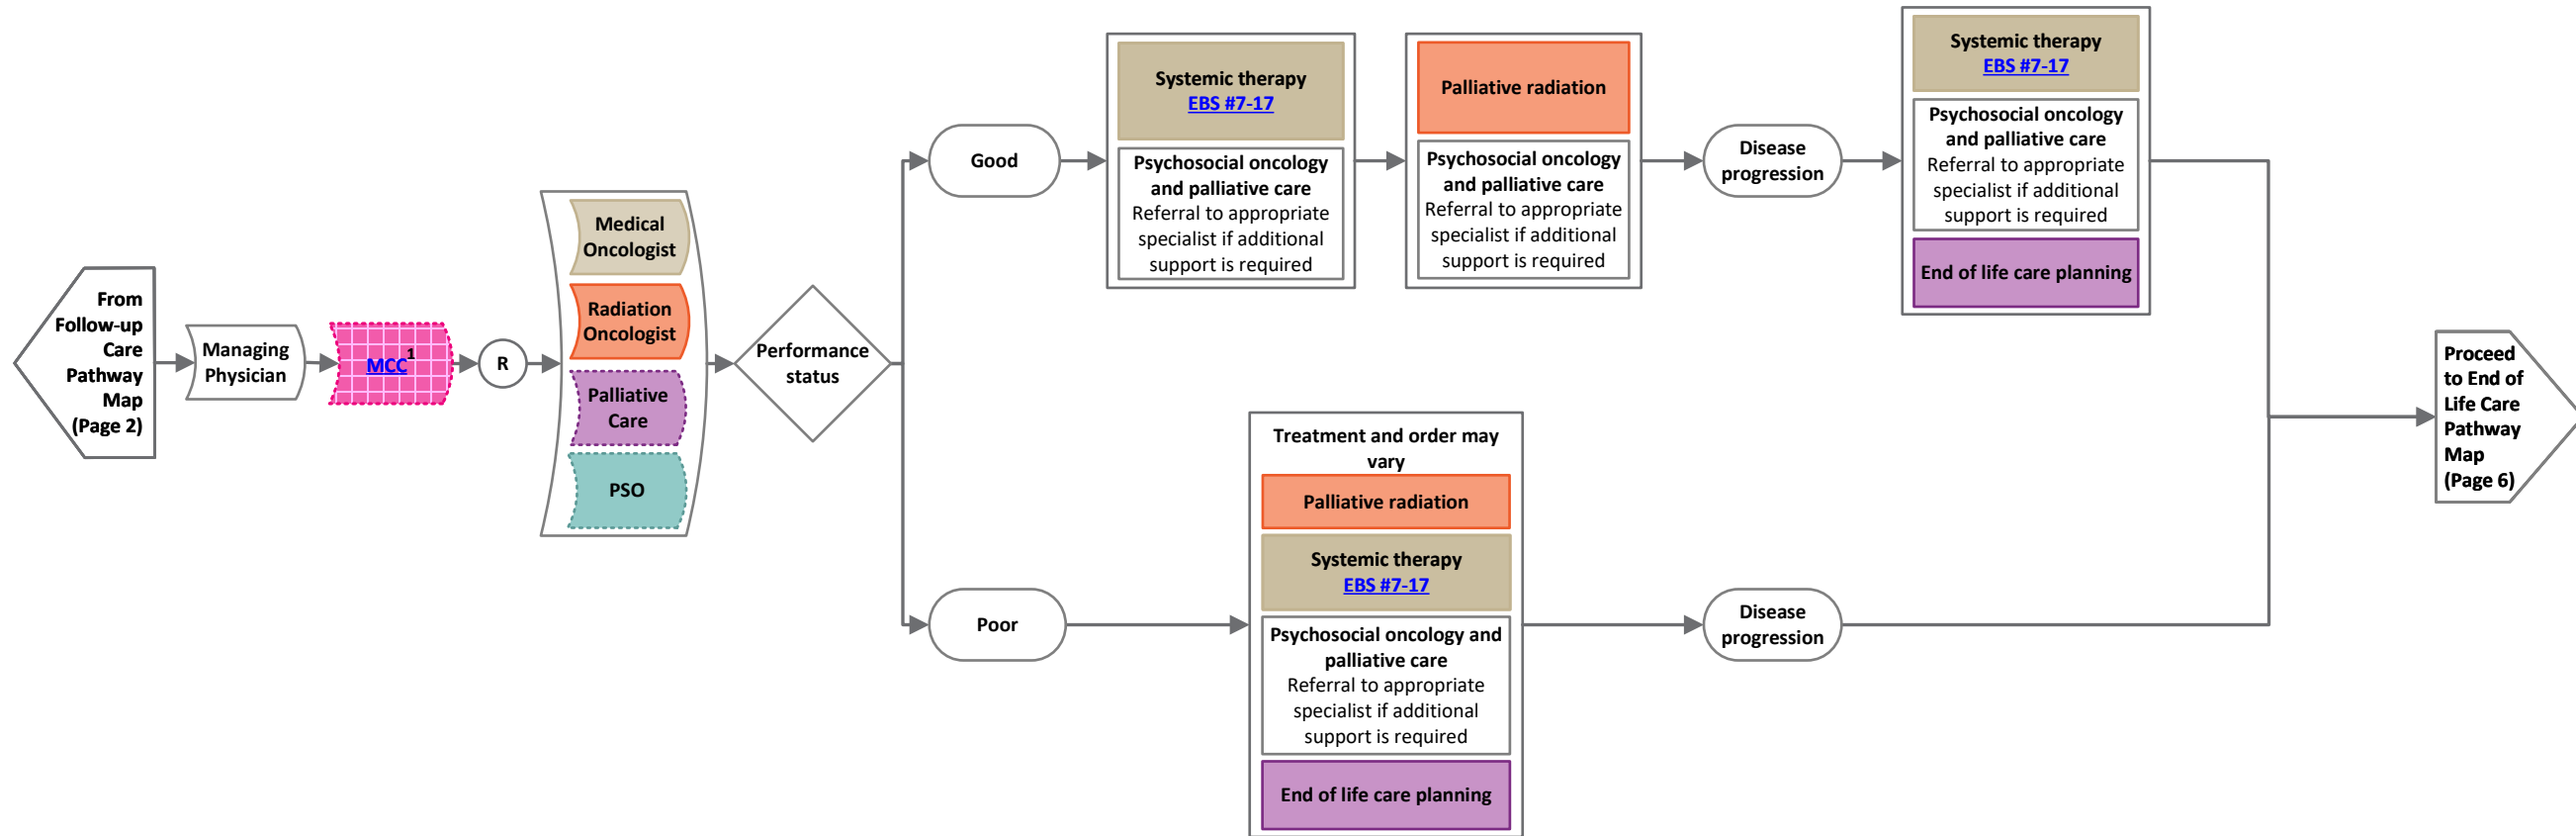 From
Follow-up
Care
Pathway
Map
(Page 2)
Managing
Physician
MCC1
R
Medical
Oncologist
Radiation
Oncologist
Palliative
Care
PSO
Performance
status
Good
Systemic therapy
EBS #7-17
Psychosocial oncology
and palliative care
Referral to appropriate
specialist if additional
support is required
Palliative radiation
Psychosocial oncology
and palliative care
Referral to appropriate
specialist if additional
support is required
Disease
progression
Systemic therapy
EBS #7-17
Psychosocial oncology
and palliative care
Referral to appropriate
specialist if additional
support is required
End of life care planning
Poor
Treatment and order may
vary
Palliative radiation
Systemic therapy
EBS #7-17
Psychosocial oncology and
palliative care
Referral to appropriate
specialist if additional
support is required
End of life care planning
Disease
progression
Proceed
to End of
Life Care
Pathway
Map
(Page 6)